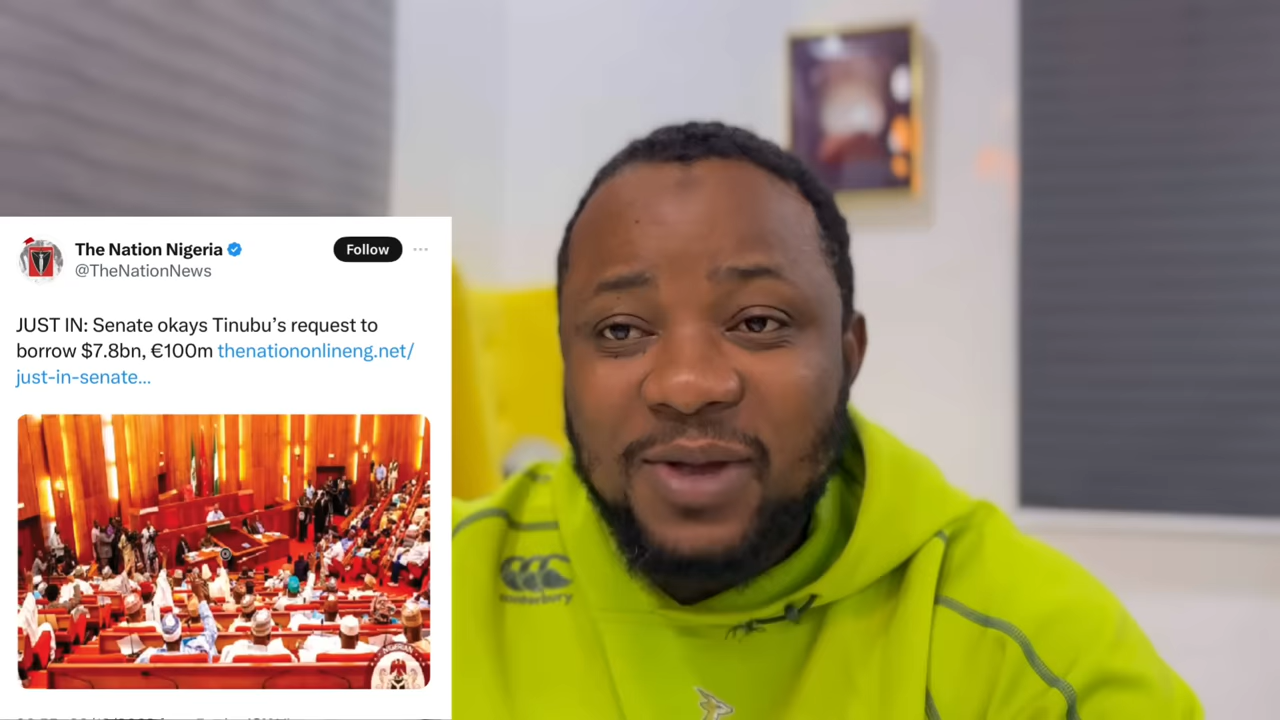 The Nation Nigeria
Follow
@TheNationNews
JUST IN: Senate okays Tinubu’s request to
borrow $7.8bn, €100m thenationonlineng.net/
just-in-senate...
canterbury